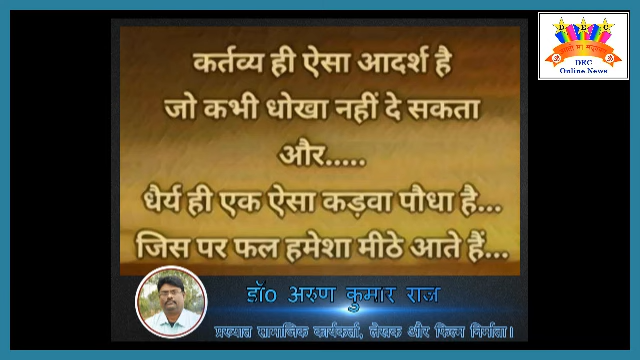 कर्तव्य ही ऐसा आदर्श है
जो कभी धोखा नहीं दे सकता
और.....
धैर्य ही एक ऐसा कड़वा पौधा है...
जिस पर फल हमेशा मीठे आते हैं...
डॉ० अरुण कुमार राज
प्रख्यात सामाजिक कार्यकर्ता, लेखक और फिल्म निर्माता।
D E C
DEC
Online News